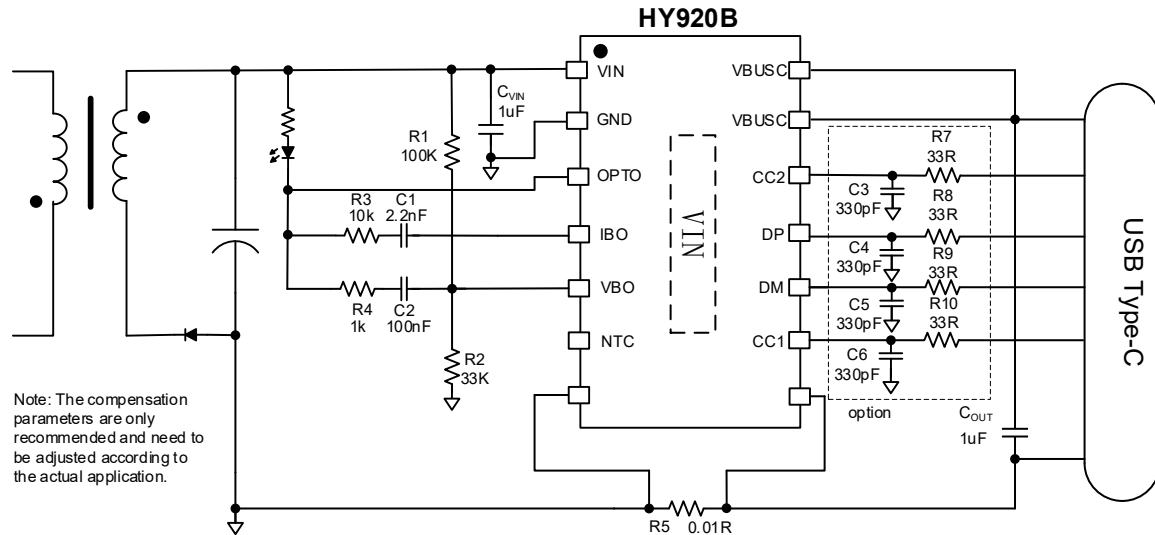 HY920B
VIN
GND
OPTO
IBO
VBO
NTC
VBUSC
VBUSC
CC2
DP
DM
CC1
VIN
CVIN
1uF
R1
100K
R3
10k
C1
2.2nF
R4
1k
C2
100nF
R2
33K
C3
330pF
R7
33R
R8
33R
C4
330pF
R9
33R
C5
330pF
R10
33R
C6
330pF
option
COUT
1uF
USB Type-C
Note: The compensation
parameters are only
recommended and need to
be adjusted according to
the actual application.
R5
0.01R